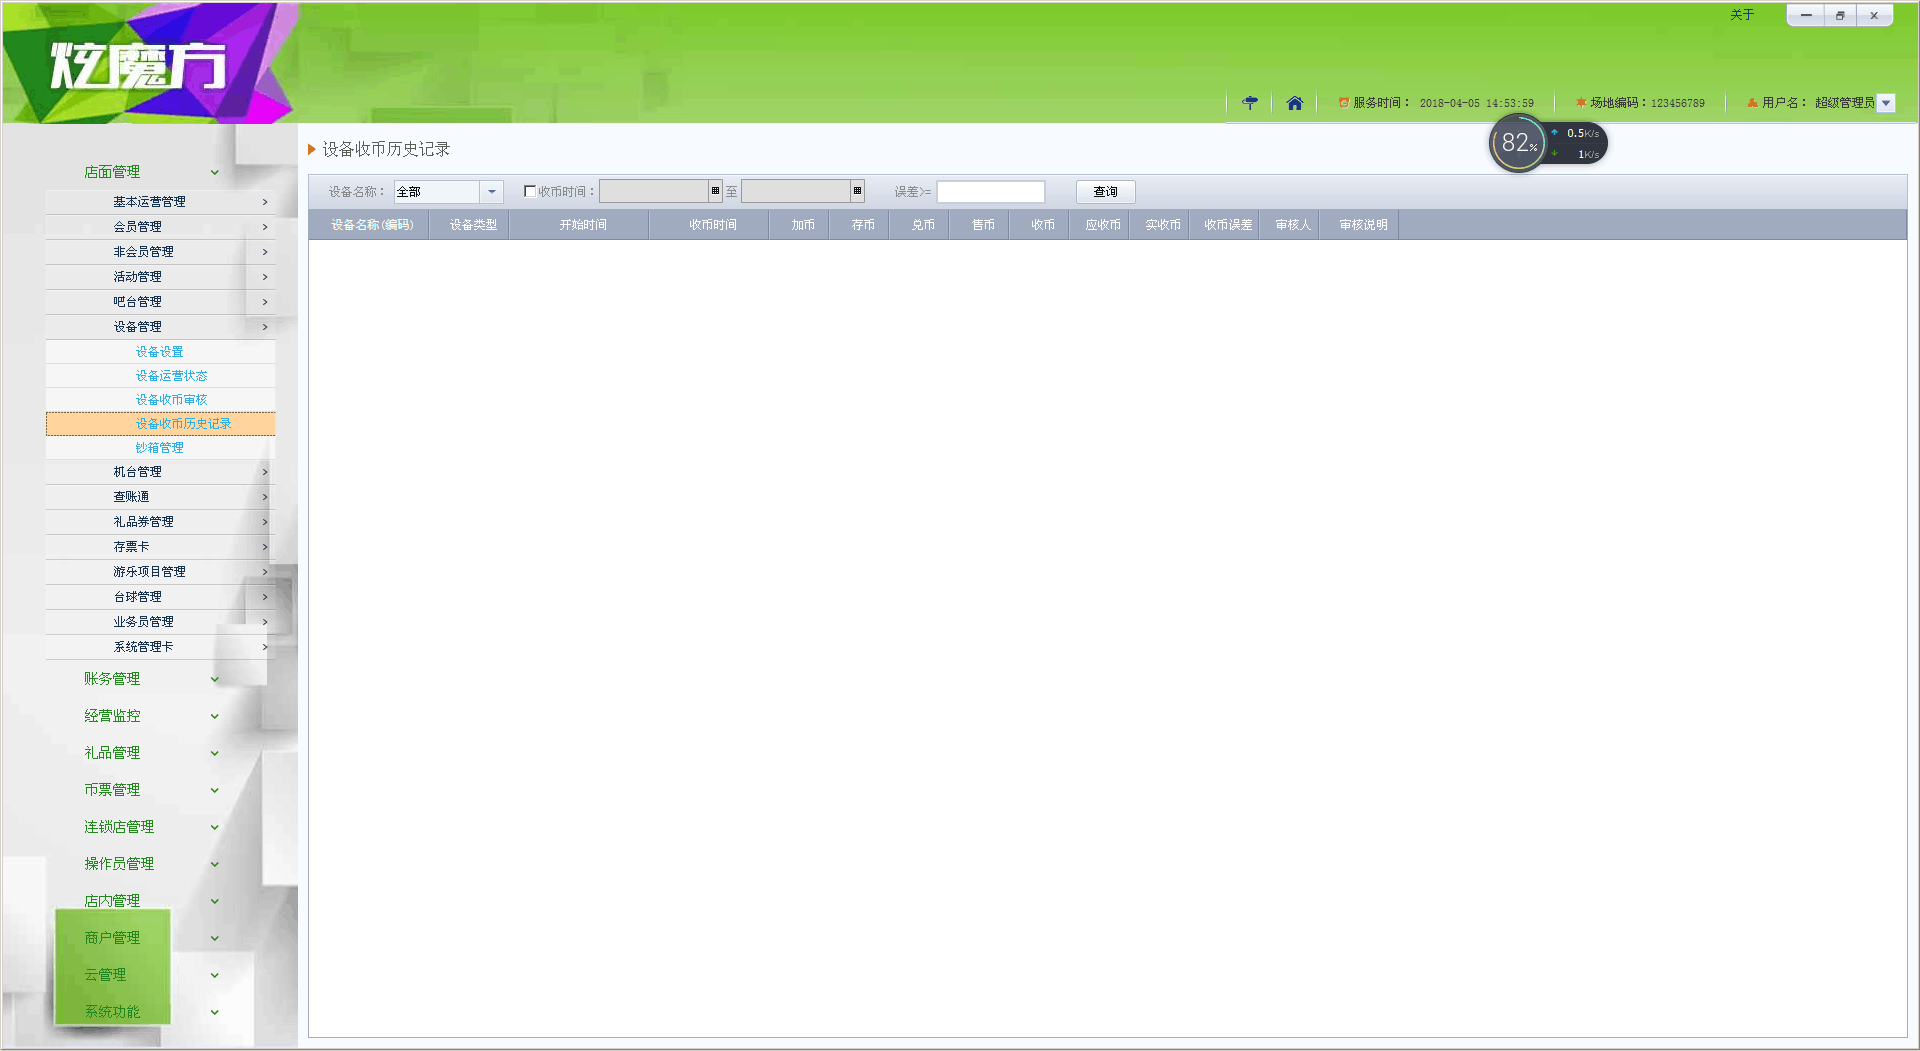 炫魔方
关于
服务时间： 2018-04-05 14:53:59 场地编码：123456789 用户名： 超级管理员
82% 0.5K/s
1K/s
设备收币历史记录
设备名称： 全部 收币时间： 至 误差>= 查询
设备名称(编码) 设备类型 开始时间 收币时间 加币 存币 兑币 售币 收币 应收币 实收币 收币误差 审核人 审核说明
店面管理
基本运营管理
会员管理
非会员管理
活动管理
吧台管理
设备管理
设备设置
设备运营状态
设备收币审核
设备收币历史记录
钞箱管理
机台管理
查账通
礼品券管理
存票卡
游乐项目管理
台球管理
业务员管理
系统管理卡
账务管理
经营监控
礼品管理
币票管理
连锁店管理
操作员管理
店内管理
商户管理
云管理
系统功能